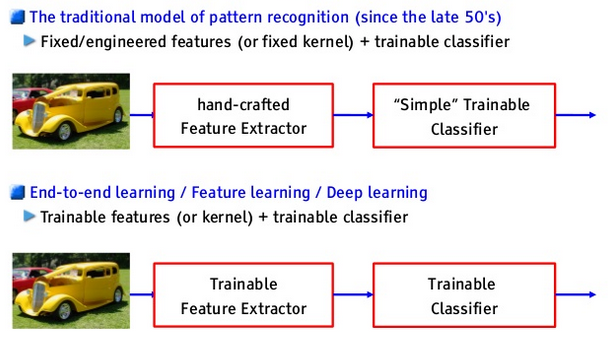 The traditional model of pattern recognition (since the late 50's)
Fixed/engineered features (or fixed kernel) + trainable classifier
hand-crafted
Feature Extractor
“Simple” Trainable
Classifier
End-to-end learning / Feature learning / Deep learning
Trainable features (or kernel) + trainable classifier
Trainable
Feature Extractor
Trainable
Classifier